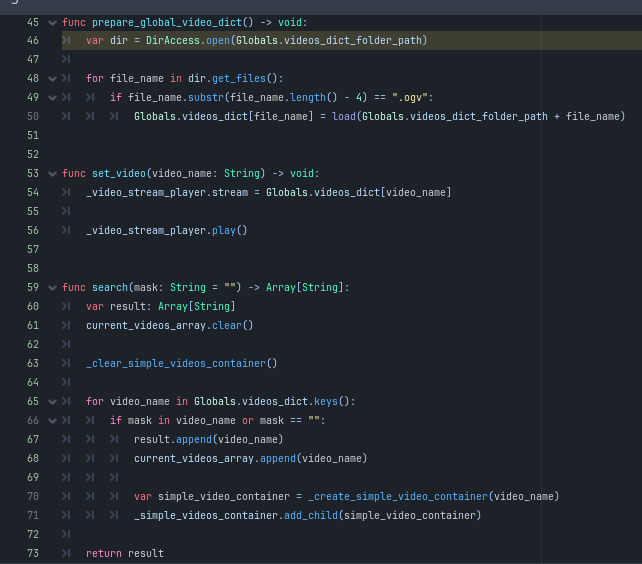 45 func prepare_global_video_dict() -> void:
46 var dir = DirAccess.open(Globals.videos_dict_folder_path)
47
48 for file_name in dir.get_files():
49 if file_name.substr(file_name.length() - 4) == ".ogv":
50 Globals.videos_dict[file_name] = load(Globals.videos_dict_folder_path + file_name)
51
52
53 func set_video(video_name: String) -> void:
54 _video_stream_player.stream = Globals.videos_dict[video_name]
55
56 _video_stream_player.play()
57
58
59 func search(mask: String = "") -> Array[String]:
60 var result: Array[String]
61 current_videos_array.clear()
62
63 _clear_simple_videos_container()
64
65 for video_name in Globals.videos_dict.keys():
66 if mask in video_name or mask == "":
67 result.append(video_name)
68 current_videos_array.append(video_name)
69
70 var simple_video_container = _create_simple_video_container(video_name)
71 _simple_videos_container.add_child(simple_video_container)
72
73 return result